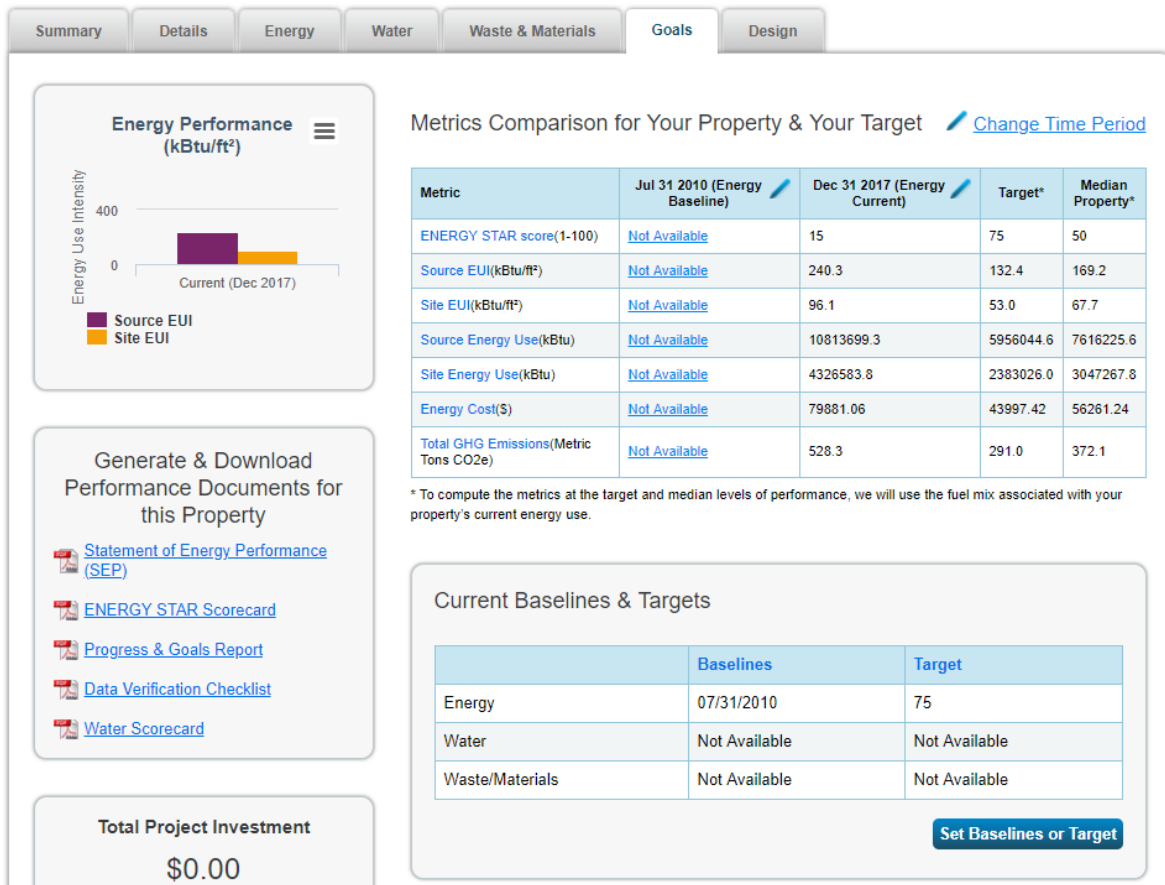 Summary Details Energy Water Waste & Materials Goals Design
Energy Performance
(kBtu/ft²)
Energy Use Intensity
400
0
Current (Dec 2017)
Source EUI
Site EUI
Generate & Download
Performance Documents for
this Property
Statement of Energy Performance
(SEP)
ENERGY STAR Scorecard
Progress & Goals Report
Data Verification Checklist
Water Scorecard
Total Project Investment
$0.00
Metrics Comparison for Your Property & Your Target Change Time Period
Metric Jul 31 2010 (Energy Baseline) Dec 31 2017 (Energy Current) Target* Median Property*
ENERGY STAR score(1-100) Not Available 15 75 50
Source EUI(kBtu/ft²) Not Available 240.3 132.4 169.2
Site EUI(kBtu/ft²) Not Available 96.1 53.0 67.7
Source Energy Use(kBtu) Not Available 10813699.3 5956044.6 7616225.6
Site Energy Use(kBtu) Not Available 4326583.8 2383026.0 3047267.8
Energy Cost($) Not Available 79881.06 43997.42 56261.24
Total GHG Emissions(Metric Tons CO2e) Not Available 528.3 291.0 372.1
* To compute the metrics at the target and median levels of performance, we will use the fuel mix associated with your
property's current energy use.
Current Baselines & Targets
Baselines Target
Energy 07/31/2010 75
Water Not Available Not Available
Waste/Materials Not Available Not Available
Set Baselines or Target